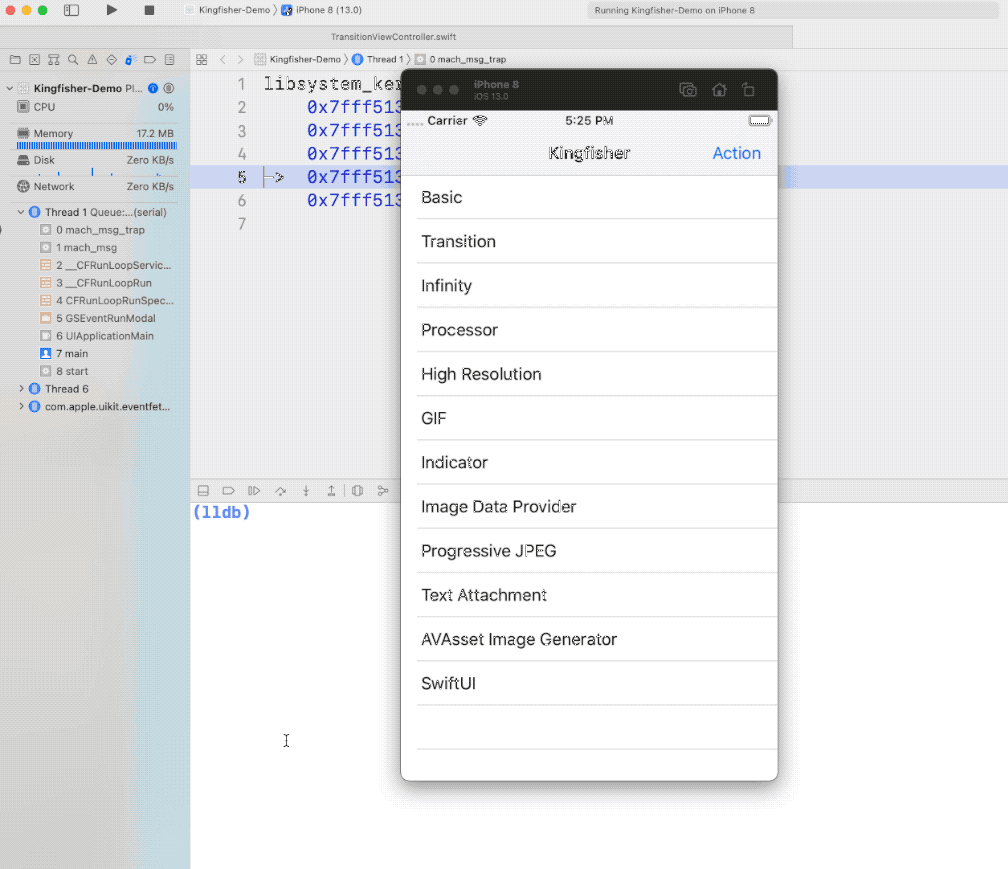 Kingfisher-Demo 〉 iPhone 8 (13.0)
Running Kingfisher-Demo on iPhone 8
TransitionViewController.swift
Kingfisher-Demo 〉 Thread 1 〉 0 mach_msg_trap
Kingfisher-Demo PI...
CPU 0%
Memory 17.2 MB
Disk Zero KB/s
Network Zero KB/s
Thread 1 Queue:...(serial)
0 mach_msg_trap
1 mach_msg
2 __CFRunLoopServic...
3 __CFRunLoopRun
4 CFRunLoopRunSpec...
5 GSEventRunModal
6 UIApplicationMain
7 main
8 start
Thread 6
com.apple.uikit.eventfet...
1 libsystem_ker
2 0x7fff513
3 0x7fff513
4 0x7fff513
5 -> 0x7fff513
6 0x7fff513
7
(lldb)
iPhone 8
iOS 13.0
Carrier 5:25 PM
Kingfisher Action
Basic
Transition
Infinity
Processor
High Resolution
GIF
Indicator
Image Data Provider
Progressive JPEG
Text Attachment
AVAsset Image Generator
SwiftUI